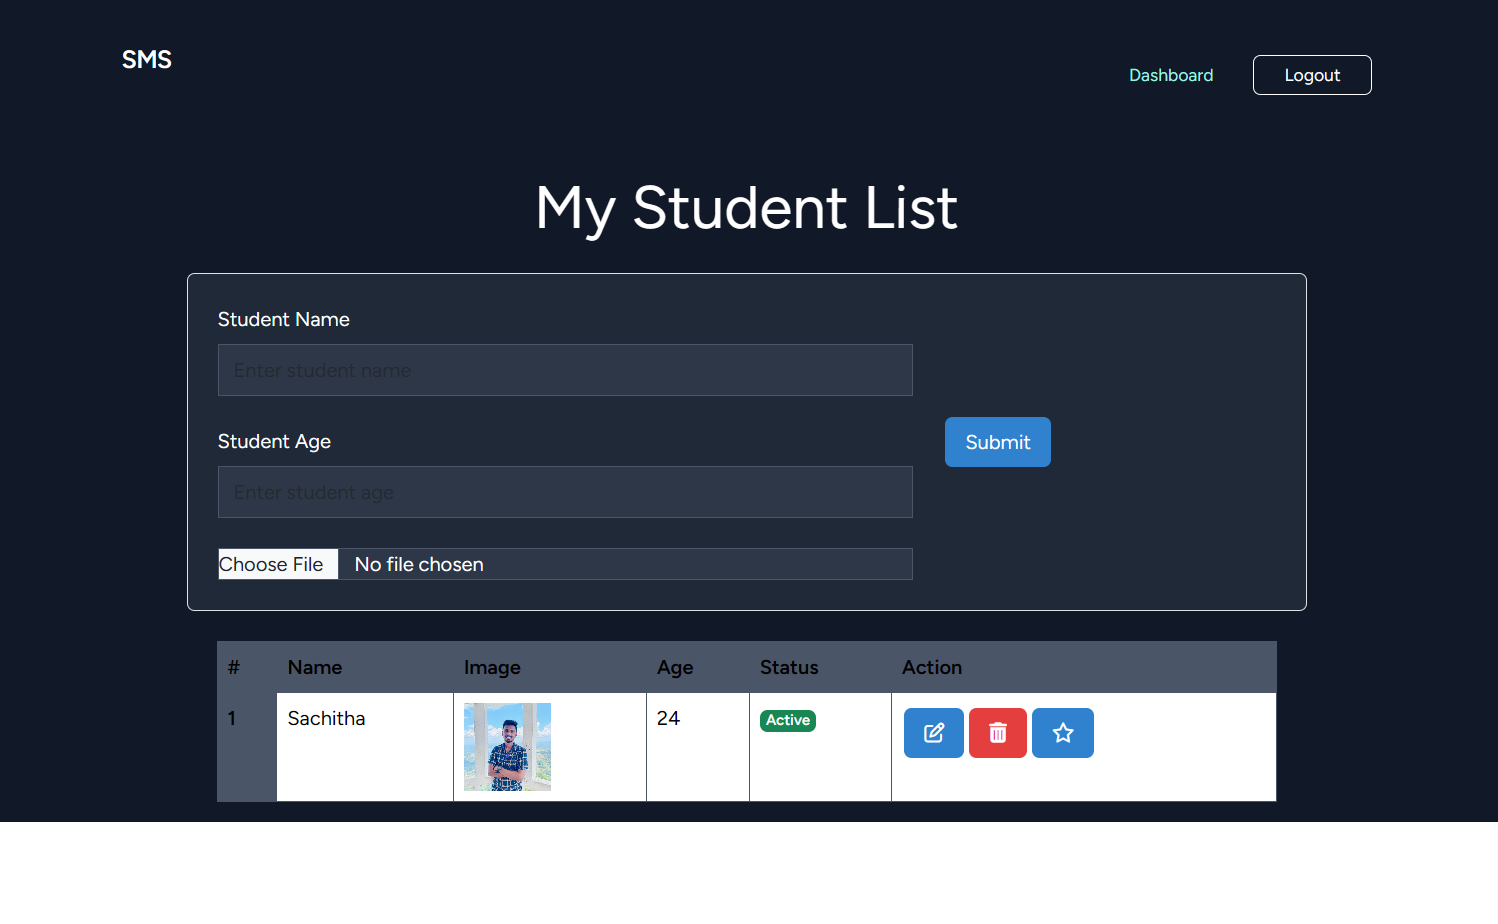 SMS
Dashboard Logout
My Student List
Student Name
Enter student name
Submit
Student Age
Enter student age
Choose File No file chosen
# Name Image Age Status Action
1 Sachitha 24 Active